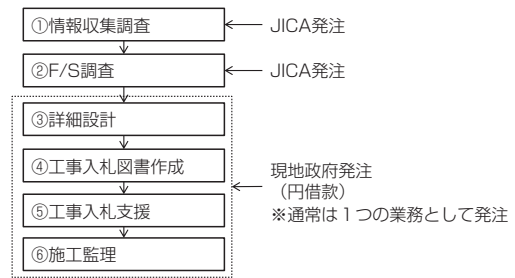 ①情報収集調査
JICA発注
②F/S調査
JICA発注
③詳細設計
④工事入札図書作成
⑤工事入札支援
⑥施工監理
現地政府発注
（円借款）
※通常は１つの業務として発注